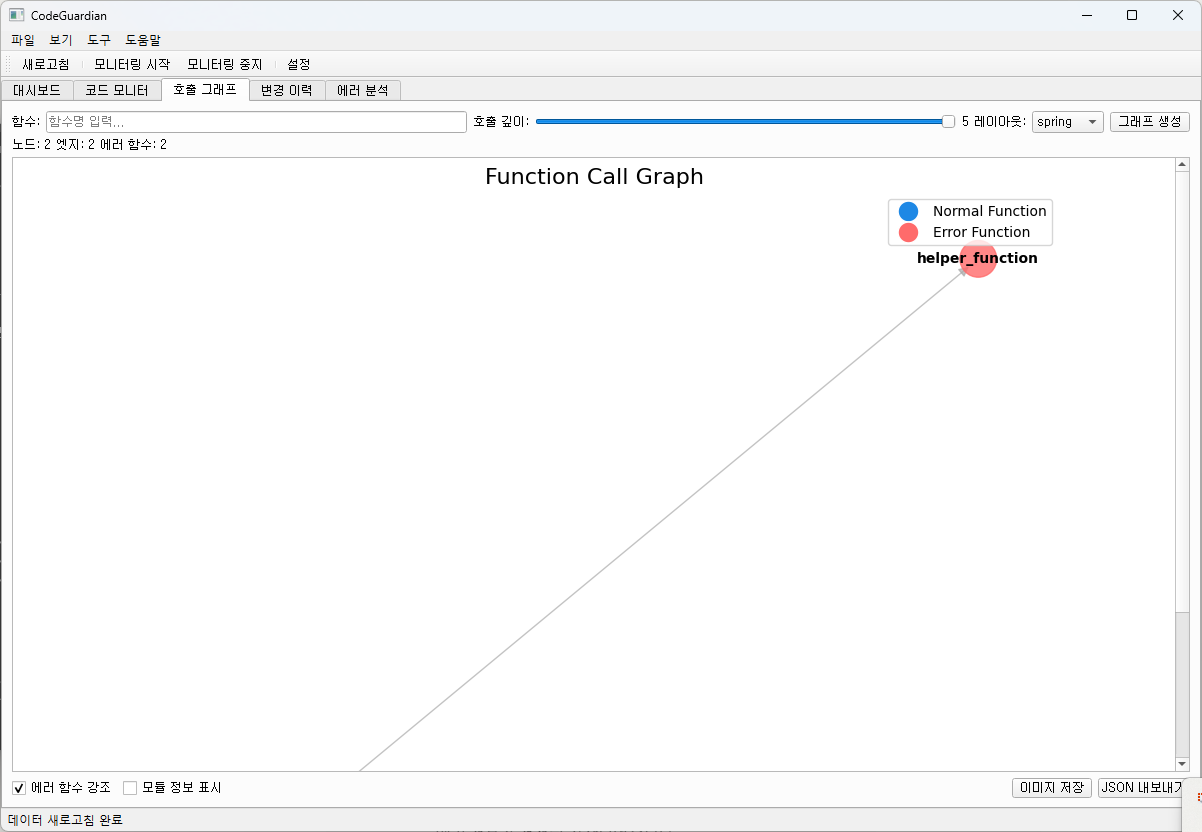 CodeGuardian
파일 보기 도구 도움말
새로고침 모니터링 시작 모니터링 중지 설정
대시보드 코드 모니터 호출 그래프 변경 이력 에러 분석
함수: 함수명 입력... 호출 깊이: 5 레이아웃: spring 그래프 생성
노드: 2 엣지: 2 에러 함수: 2
Function Call Graph
Normal Function
Error Function
helper_function
에러 함수 강조 모듈 정보 표시 이미지 저장 JSON 내보내기
데이터 새로고침 완료